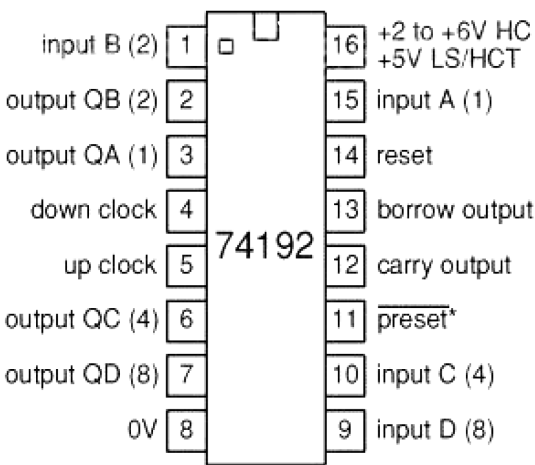 input B (2) 1
output QB (2) 2
output QA (1) 3
down clock 4
up clock 5
output QC (4) 6
output QD (8) 7
0V 8
74192
16 +2 to +6V HC
+5V LS/HCT
15 input A (1)
14 reset
13 borrow output
12 carry output
11 preset*
10 input C (4)
9 input D (8)